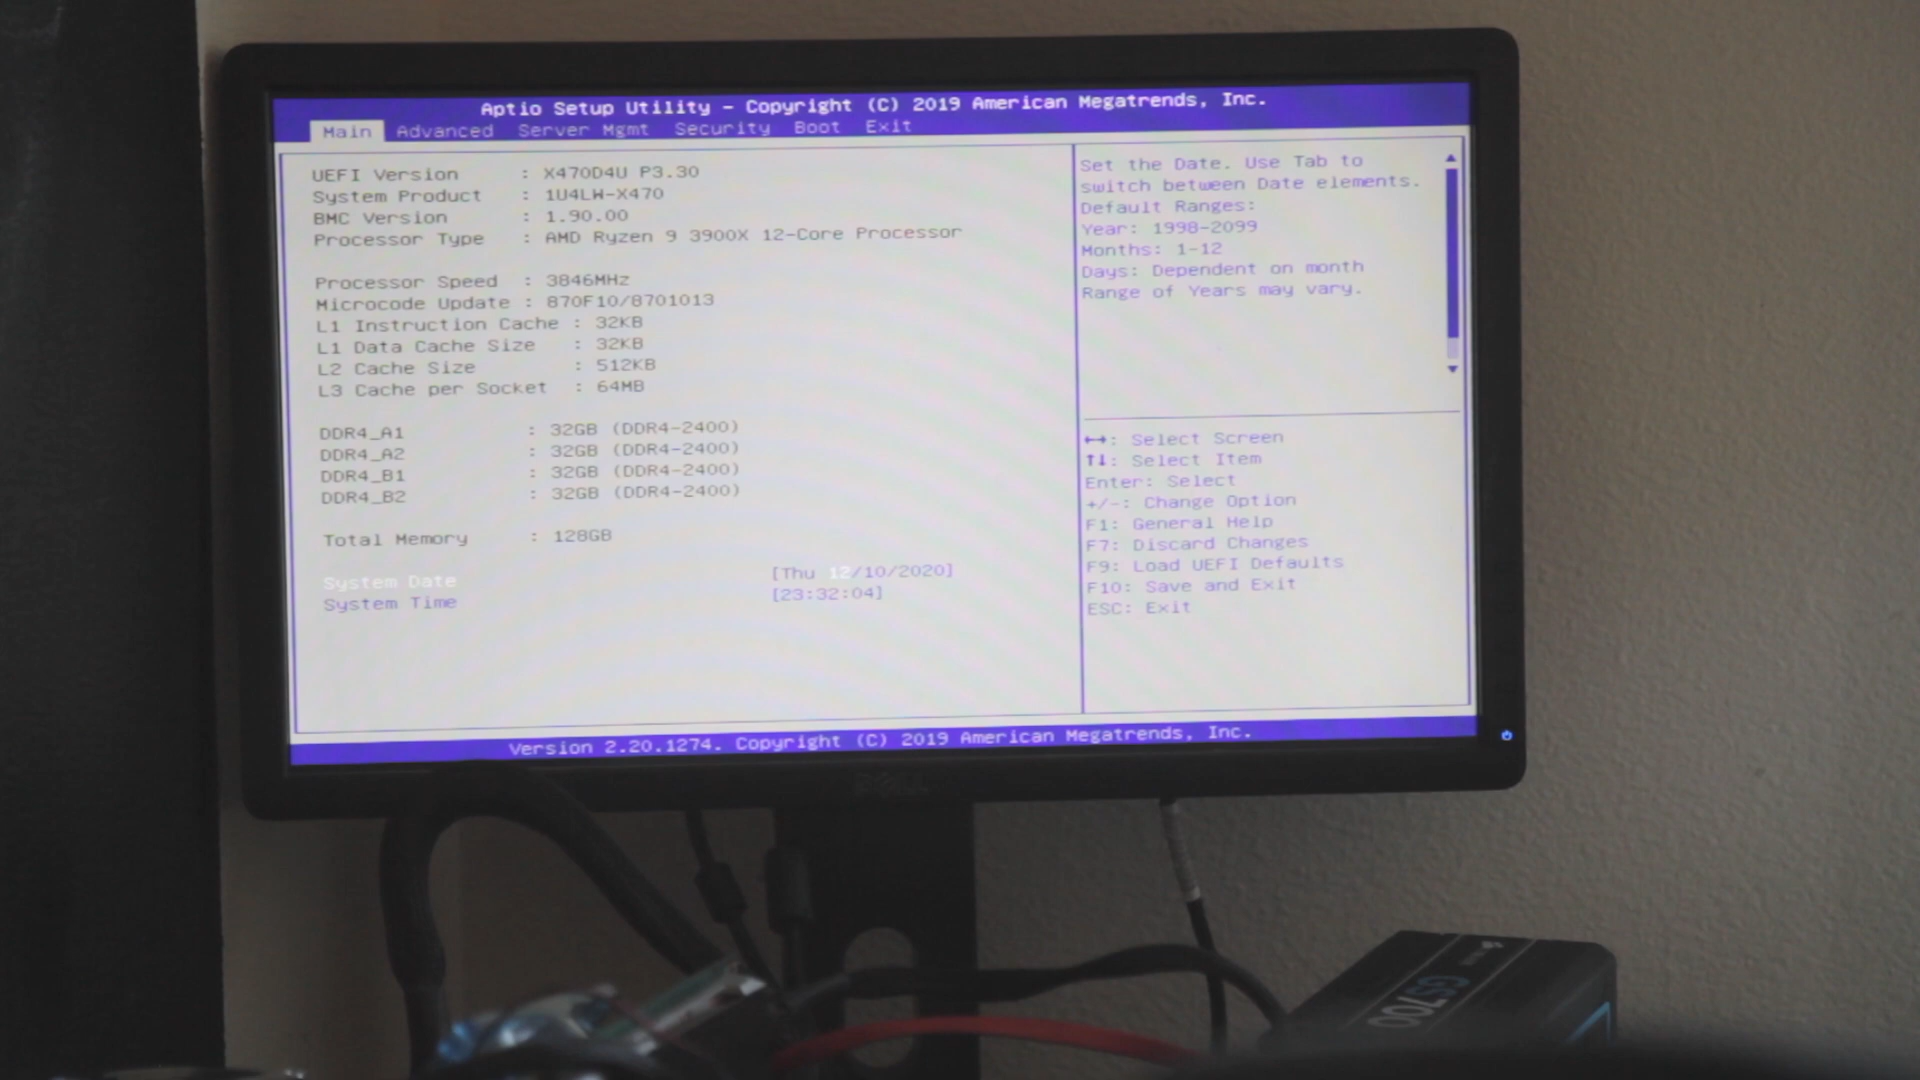 Aptio Setup Utility – Copyright (C) 2019 American Megatrends, Inc.
Main Advanced Server Mgmt Security Boot Exit
UEFI Version : X470D4U P3.30
System Product : 1U4LW-X470
BMC Version : 1.90.00
Processor Type : AMD Ryzen 9 3900X 12-Core Processor
Processor Speed : 3846MHz
Microcode Update : 870F10/8701013
L1 Instruction Cache : 32KB
L1 Data Cache Size : 32KB
L2 Cache Size : 512KB
L3 Cache per Socket : 64MB
DDR4_A1 : 32GB (DDR4-2400)
DDR4_A2 : 32GB (DDR4-2400)
DDR4_B1 : 32GB (DDR4-2400)
DDR4_B2 : 32GB (DDR4-2400)
Total Memory : 128GB
System Date [Thu 12/10/2020]
System Time [23:32:04]
Set the Date. Use Tab to
switch between Date elements.
Default Ranges:
Year: 1998-2099
Months: 1-12
Days: Dependent on month
Range of Years may vary.
↔: Select Screen
↑↓: Select Item
Enter: Select
+/-: Change Option
F1: General Help
F7: Discard Changes
F9: Load UEFI Defaults
F10: Save and Exit
ESC: Exit
Version 2.20.1274. Copyright (C) 2019 American Megatrends, Inc.
DELL
GS700